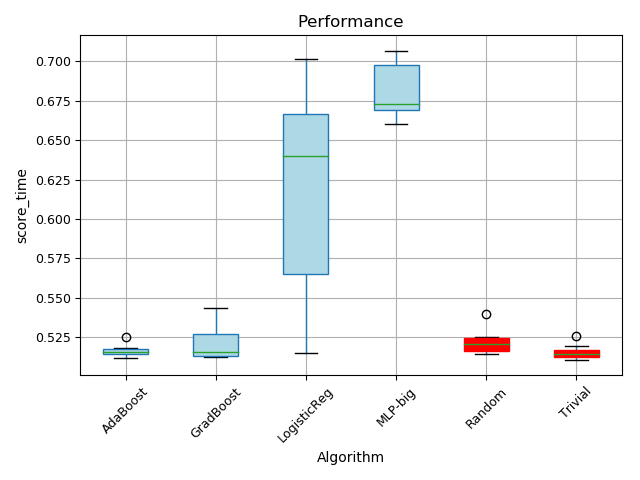 Performance
0.700
0.675
0.650
0.625
0.600
0.575
0.550
0.525
score_time
AdaBoost
GradBoost
LogisticReg
MLP-big
Random
Trivial
Algorithm